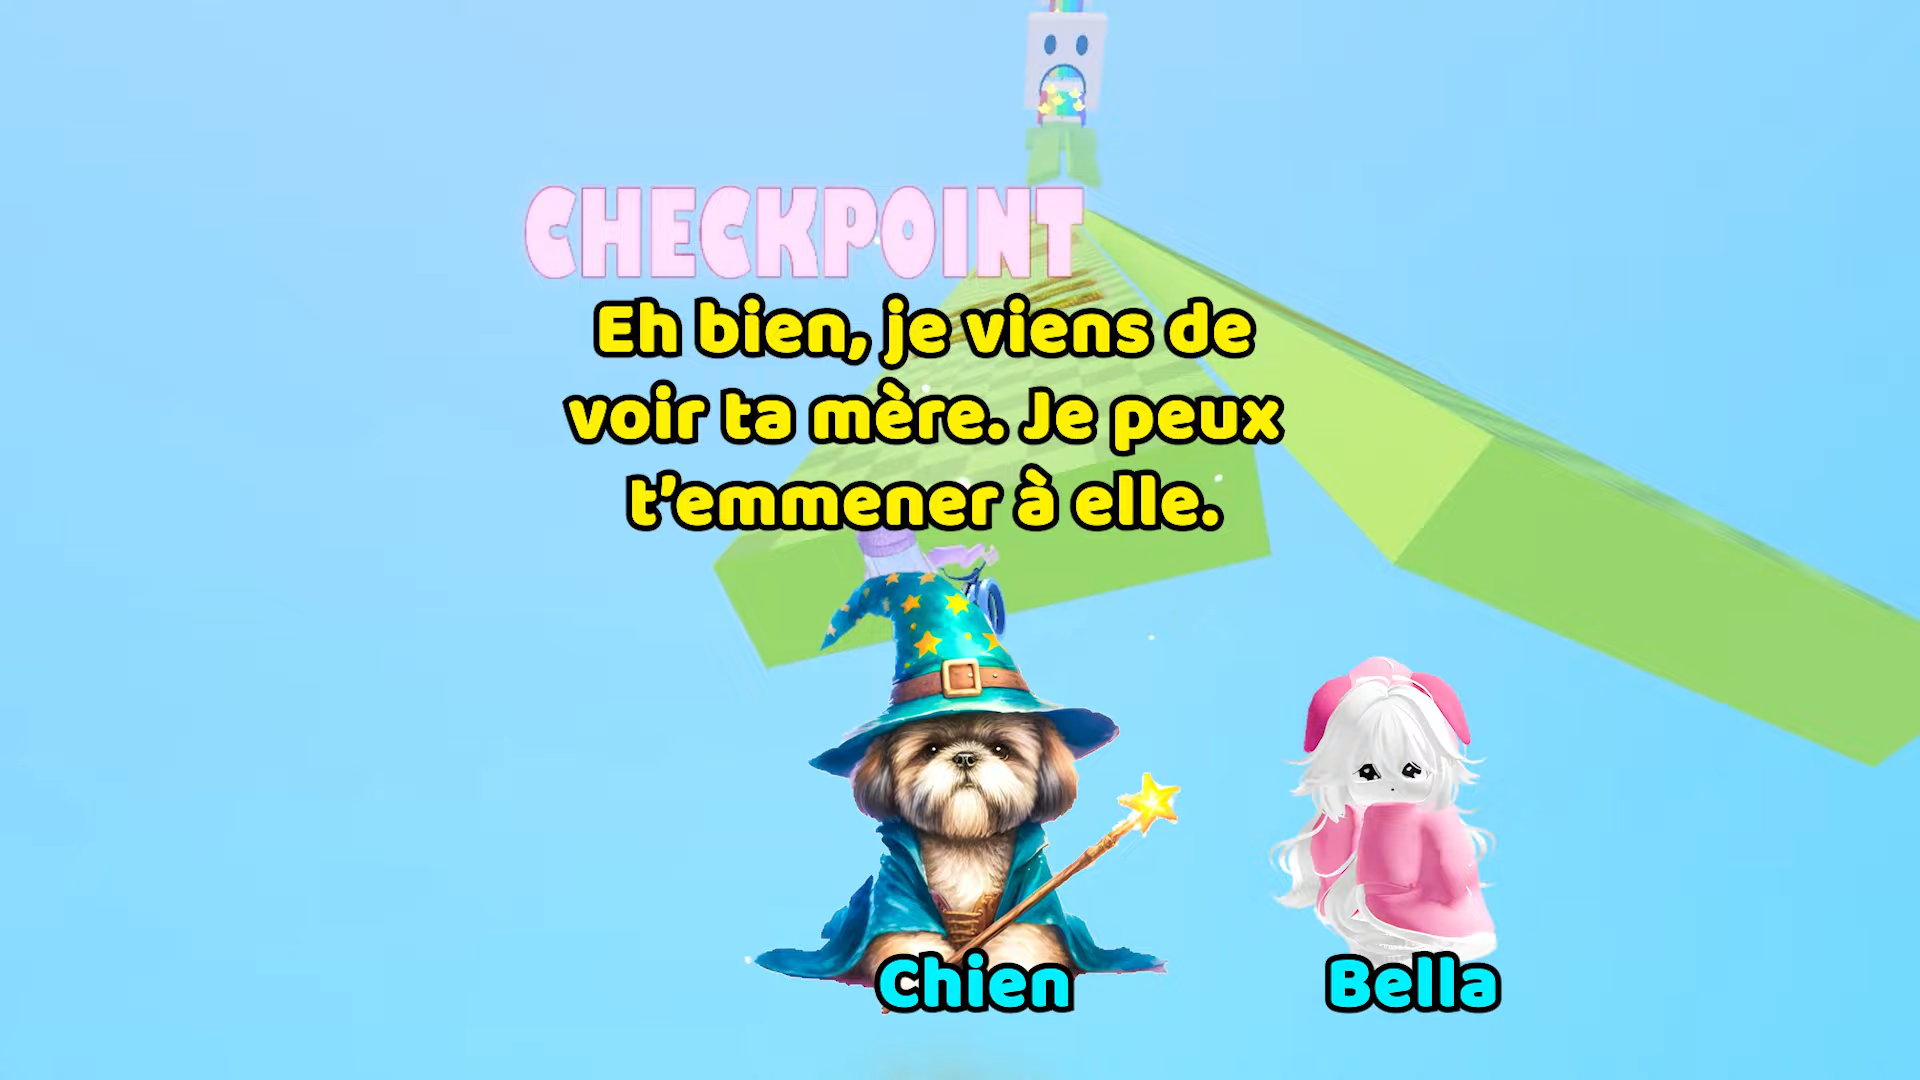 CHECKPOINT
Eh bien, je viens de
voir ta mère. Je peux
t'emmener à elle.
Chien
Bella